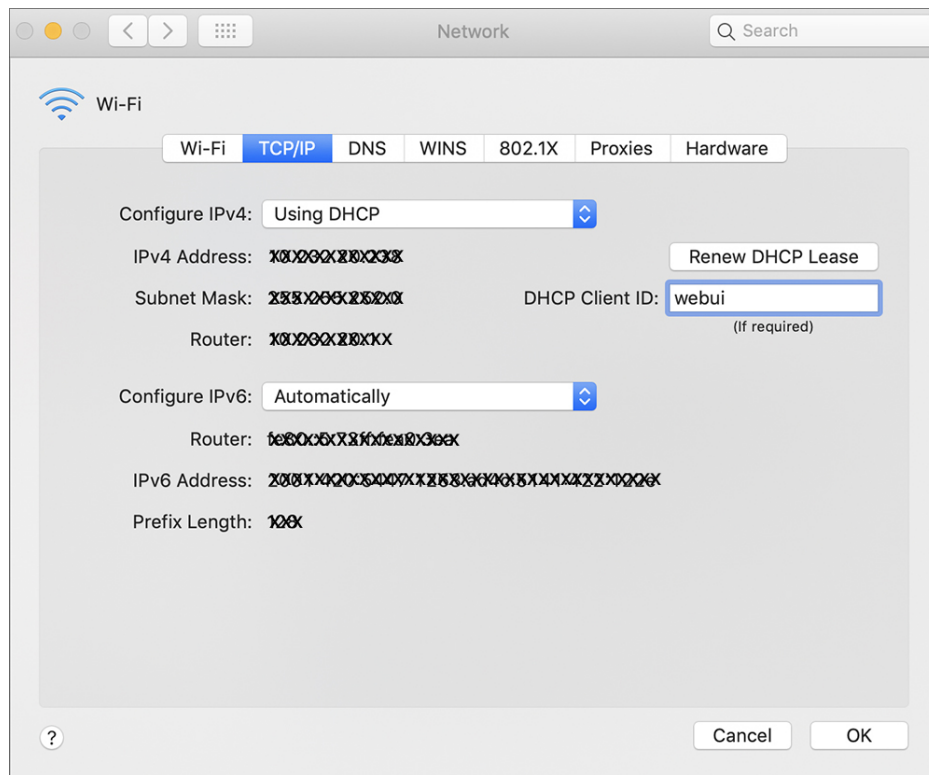 Network
Search
Wi-Fi
Wi-Fi TCP/IP DNS WINS 802.1X Proxies Hardware
Configure IPv4: Using DHCP
IPv4 Address: Renew DHCP Lease
Subnet Mask: DHCP Client ID: webui
(If required)
Router:
Configure IPv6: Automatically
Router:
IPv6 Address:
Prefix Length:
? Cancel OK